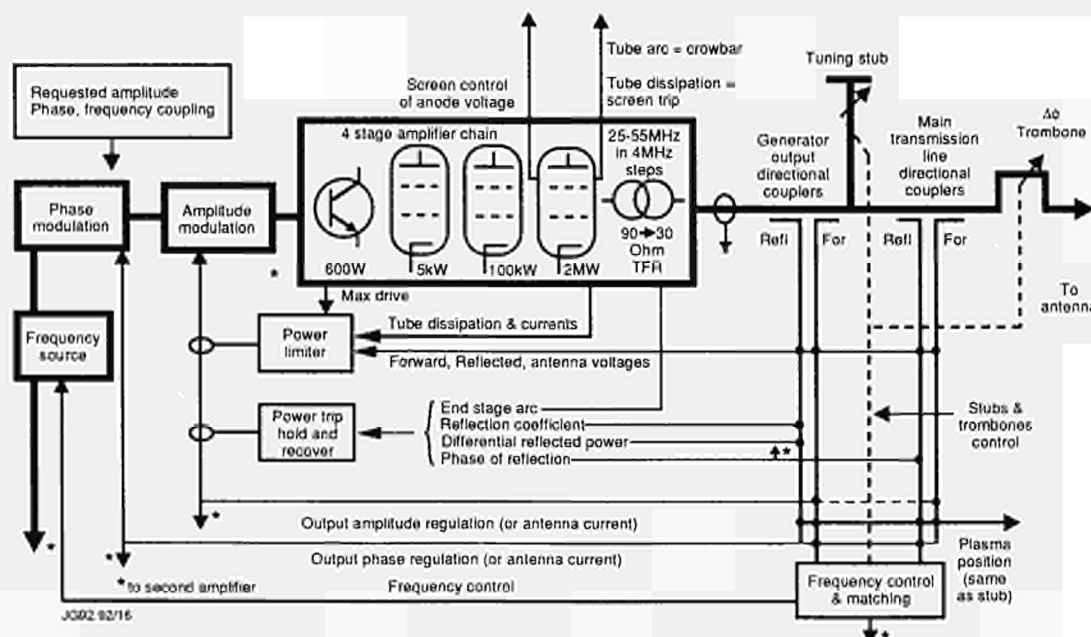 Requested amplitude
Phase, frequency coupling
Screen control
of anode voltage
Tube arc = crowbar
Tube dissipation =
screen trip
Tuning stub
Δϕ
Trombone
4 stage amplifier chain
25-55MHz
in 4MHz
steps
90→30
Ohm
TFR
600W
5kW
100kW
2MW
Generator
output
directional
couplers
Main
transmission
line
directional
couplers
Phase
modulation
Amplitude
modulation
*
Refl
For
Refl
For
To
antenna
Max drive
Frequency
source
Power
limiter
Tube dissipation & currents
Forward, Reflected, antenna voltages
Power trip
hold and
recover
End stage arc
Reflection coefficient
Differential reflected power
Phase of reflection
*
Stubs &
trombones
control
*
Output amplitude regulation (or antenna current)
*
*
Output phase regulation (or antenna current)
Plasma
position
(same
as stub)
* to second amplifier
Frequency control
Frequency control
& matching
*
JG92.92/16